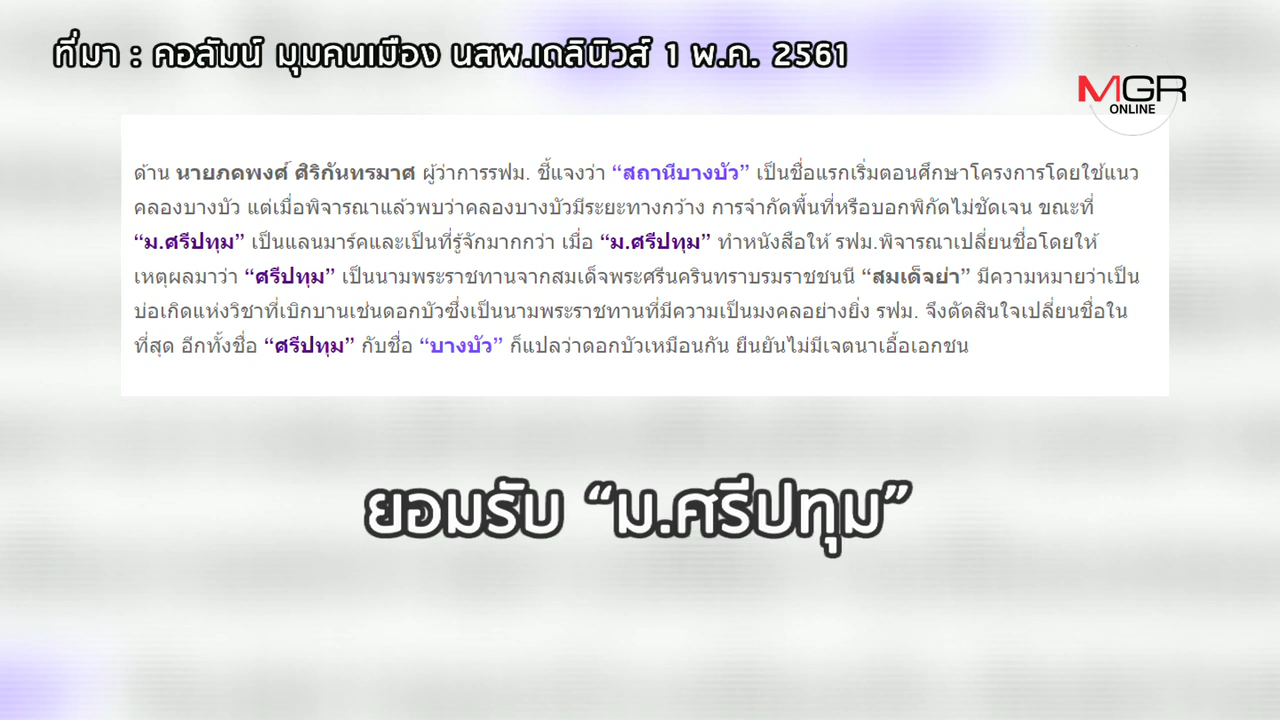 ที่มา : คอลัมน์ มุมคนเมือง นสพ.เดลินิวส์ 1 พ.ค. 2561
MGR
ONLINE
ด้าน นายภคพงศ์ ศิริกันทรมาศ ผู้ว่าการรฟม. ชี้แจงว่า “สถานีบางบัว” เป็นชื่อแรกเริ่มตอนศึกษาโครงการโดยใช้แนว
คลองบางบัว แต่เมื่อพิจารณาแล้วพบว่าคลองบางบัวมีระยะทางกว้าง การจำกัดพื้นที่หรือบอกพิกัดไม่ชัดเจน ขณะที่
“ม.ศรีปทุม” เป็นแลนมาร์คและเป็นที่รู้จักมากกว่า เมื่อ “ม.ศรีปทุม” ทำหนังสือให้ รฟม.พิจารณาเปลี่ยนชื่อโดยให้
เหตุผลมาว่า “ศรีปทุม” เป็นนามพระราชทานจากสมเด็จพระศรีนครินทราบรมราชชนนี “สมเด็จย่า” มีความหมายว่าเป็น
บ่อเกิดแห่งวิชาที่เบิกบานเช่นดอกบัวซึ่งเป็นนามพระราชทานที่มีความเป็นมงคลอย่างยิ่ง รฟม. จึงตัดสินใจเปลี่ยนชื่อใน
ที่สุด อีกทั้งชื่อ “ศรีปทุม” กับชื่อ “บางบัว” ก็แปลว่าดอกบัวเหมือนกัน ยืนยันไม่มีเจตนาเอื้อเอกชน
ยอมรับ “ม.ศรีปทุม”